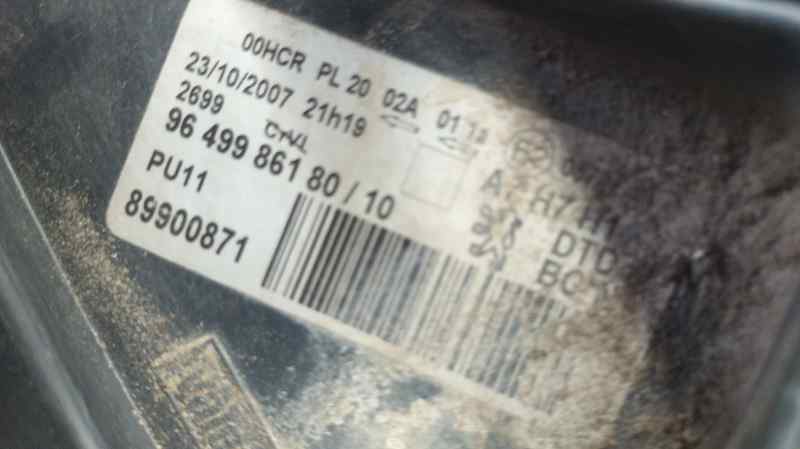 00HCR PL 20 02A 01
23/10/2007 21h19
2699
96 499 861 80 / 10
A H7 H1
PU11
DTD
89900871